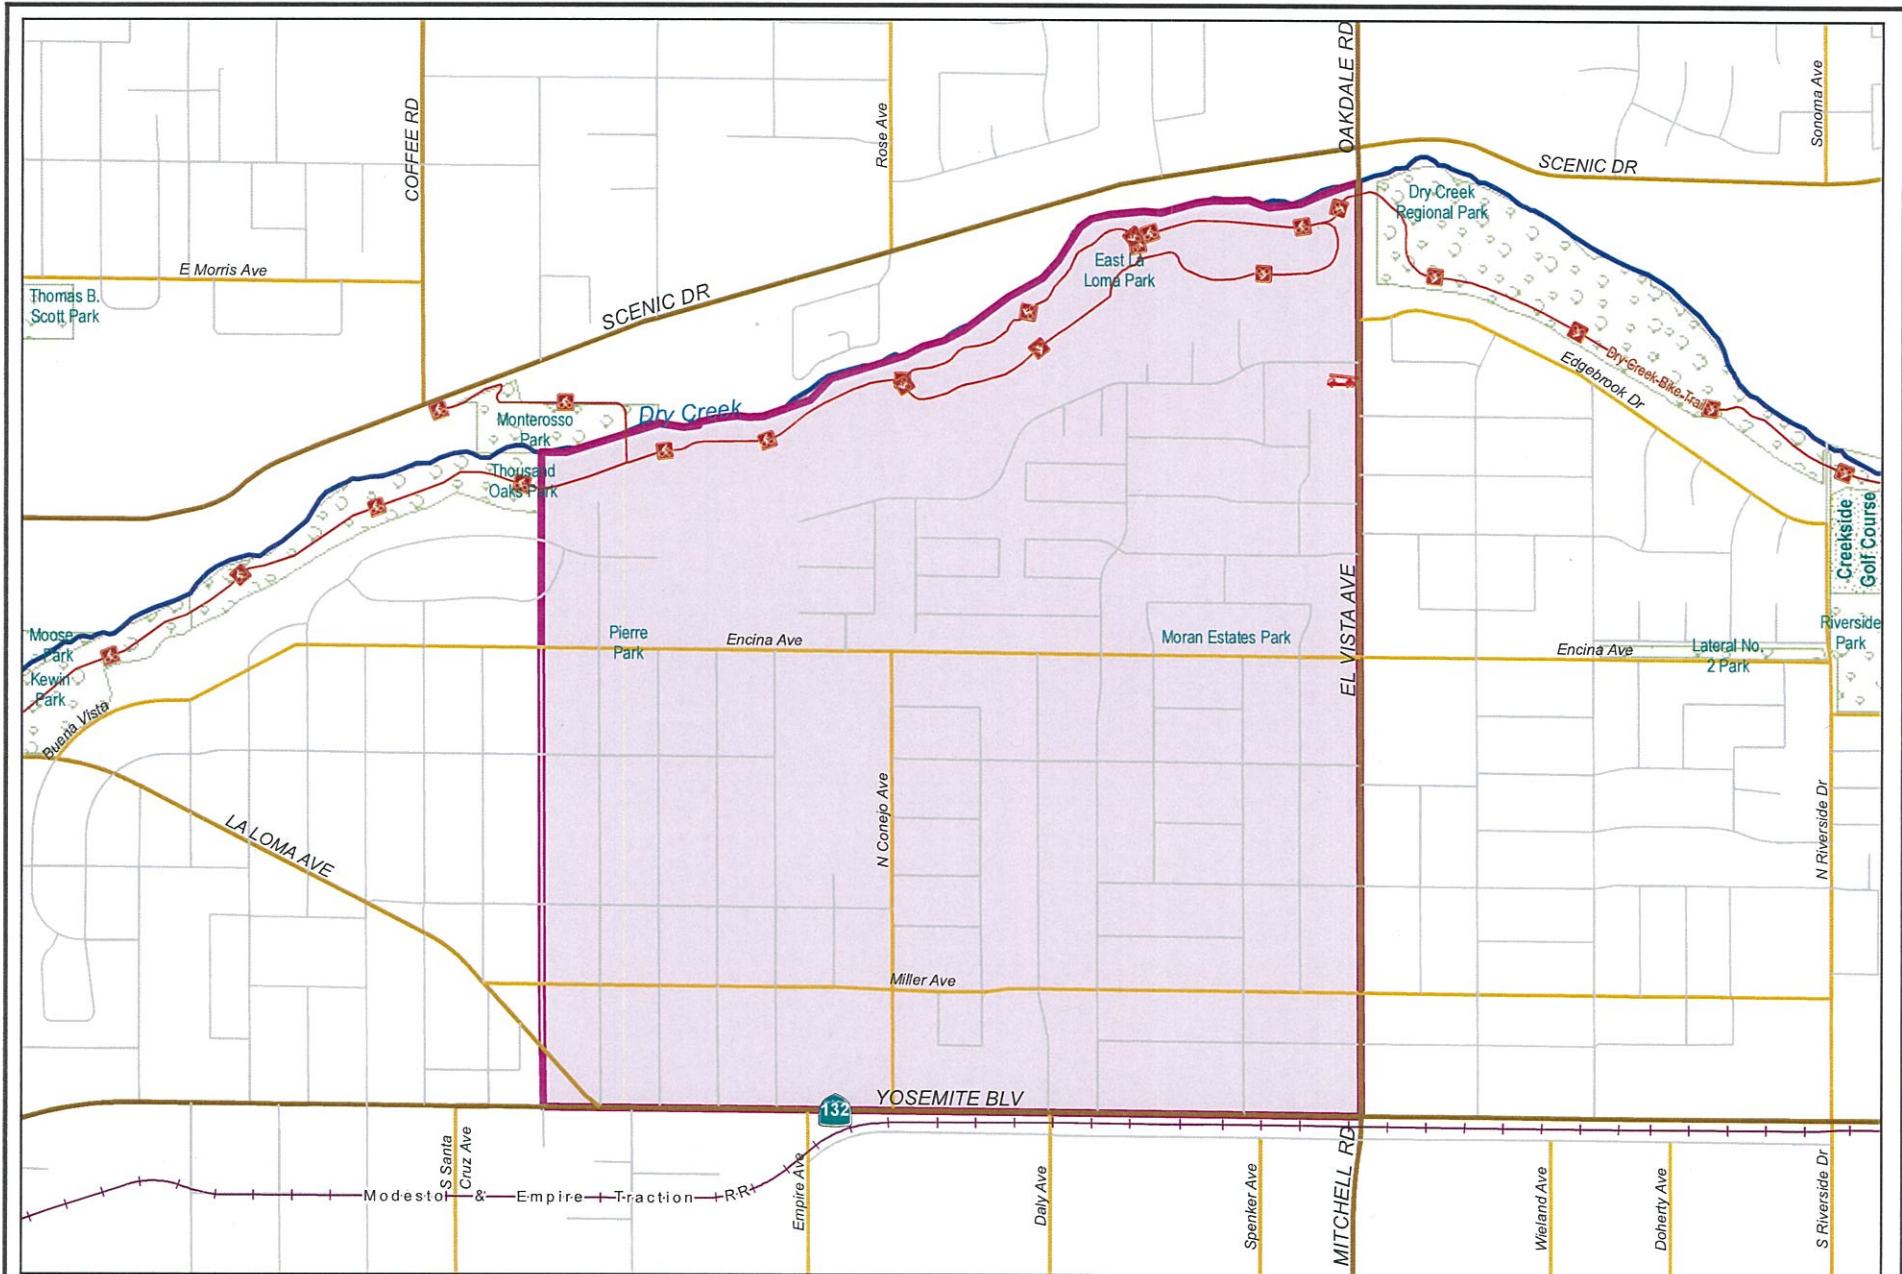 OAKDALE RD
COFFEE RD
Rose Ave
Sonoma Ave
SCENIC DR
Dry Creek
Regional Park
E Morris Ave
East La
Loma Park
Thomas B.
Scott Park
SCENIC DR
Dry-Creek-Bike-Trail
Edgebrook Dr
Dry Creek
Monterosso
Park
Thousand
Oaks Park
Creekside
Golf Course
EL VISTA AVE
Moose
Park
Pierre
Park
Encina Ave
Moran Estates Park
Encina Ave
Lateral No.
2 Park
Riverside
Park
Kewin
Park
Buena Vista
N Conejo Ave
N Riverside Dr
LA LOMA AVE
Miller Ave
YOSEMITE BLV
132
S Santa
Cruz Ave
Modesto & Empire Traction RR
Empire Ave
Daly Ave
Spenker Ave
MITCHELL RD
Wieland Ave
Doherty Ave
S Riverside Dr